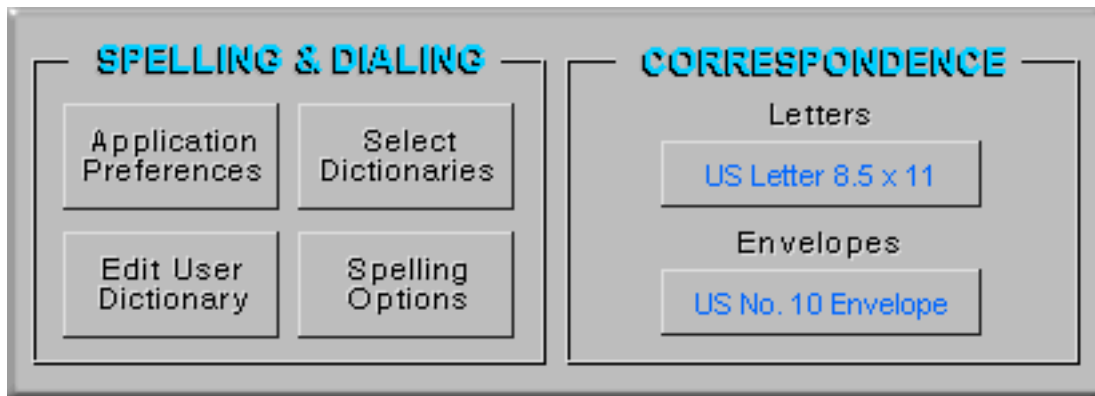 SPELLING & DIALING
Application
Preferences
Select
Dictionaries
Edit User
Dictionary
Spelling
Options
CORRESPONDENCE
Letters
US Letter 8.5 x 11
Envelopes
US No. 10 Envelope